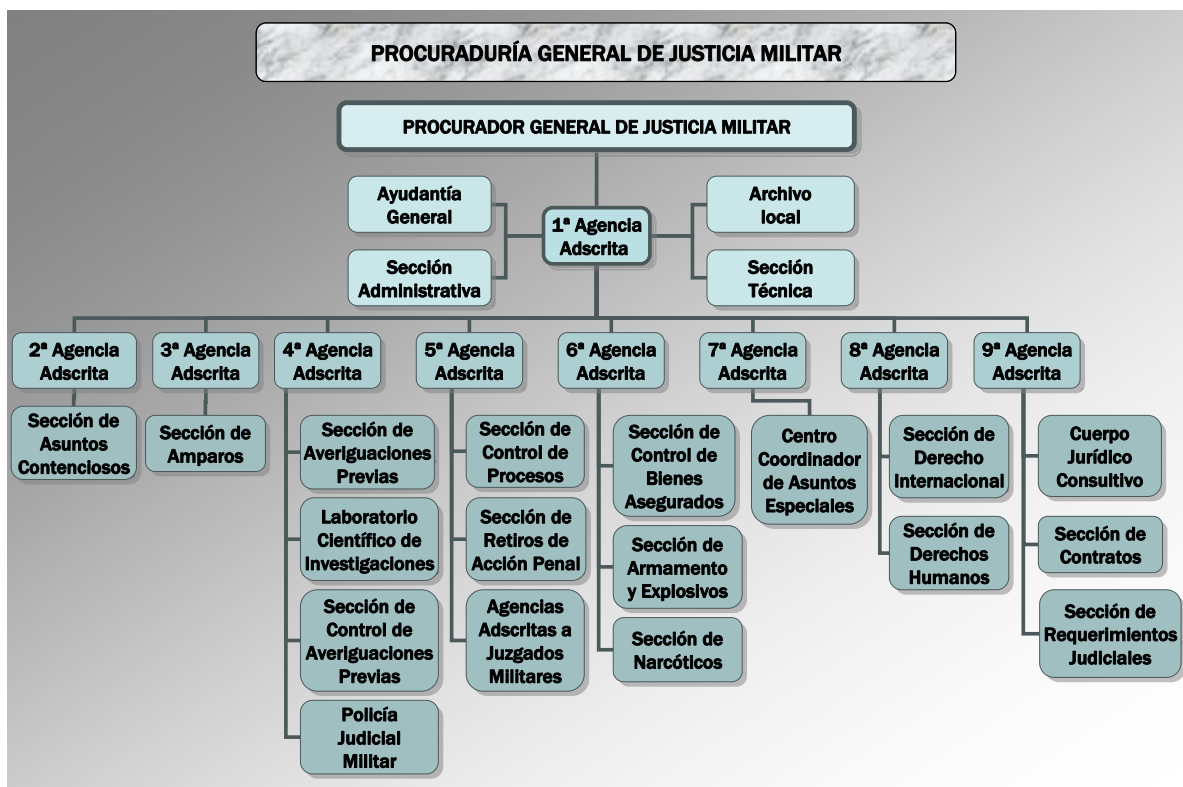 PROCURADURÍA GENERAL DE JUSTICIA MILITAR
PROCURADOR GENERAL DE JUSTICIA MILITAR
Ayudantía
General
Archivo
local
1ª Agencia
Adscrita
Sección
Administrativa
Sección
Técnica
2ª Agencia
Adscrita
3ª Agencia
Adscrita
4ª Agencia
Adscrita
5ª Agencia
Adscrita
6ª Agencia
Adscrita
7ª Agencia
Adscrita
8ª Agencia
Adscrita
9ª Agencia
Adscrita
Sección de
Asuntos
Contenciosos
Sección de
Amparos
Sección de
Averiguaciones
Previas
Laboratorio
Científico de
Investigaciones
Sección de
Control de
Averiguaciones
Previas
Policía
Judicial
Militar
Sección de
Control de
Procesos
Sección de
Retiros de
Acción Penal
Agencias
Adscritas a
Juzgados
Militares
Sección de
Control de
Bienes
Asegurados
Sección de
Armamento
y Explosivos
Sección de
Narcóticos
Centro
Coordinador
de Asuntos
Especiales
Sección de
Derecho
Internacional
Sección de
Derechos
Humanos
Cuerpo
Jurídico
Consultivo
Sección de
Contratos
Sección de
Requerimientos
Judiciales